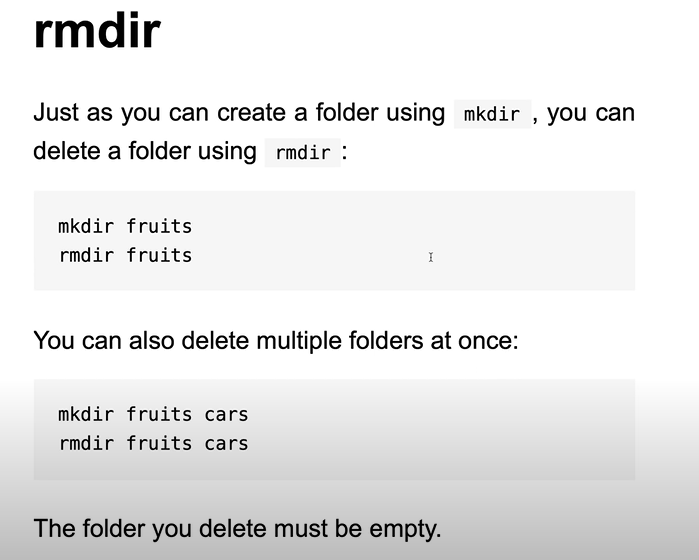 rmdir
Just as you can create a folder using mkdir , you can
delete a folder using rmdir :
mkdir fruits
rmdir fruits
You can also delete multiple folders at once:
mkdir fruits cars
rmdir fruits cars
The folder you delete must be empty.